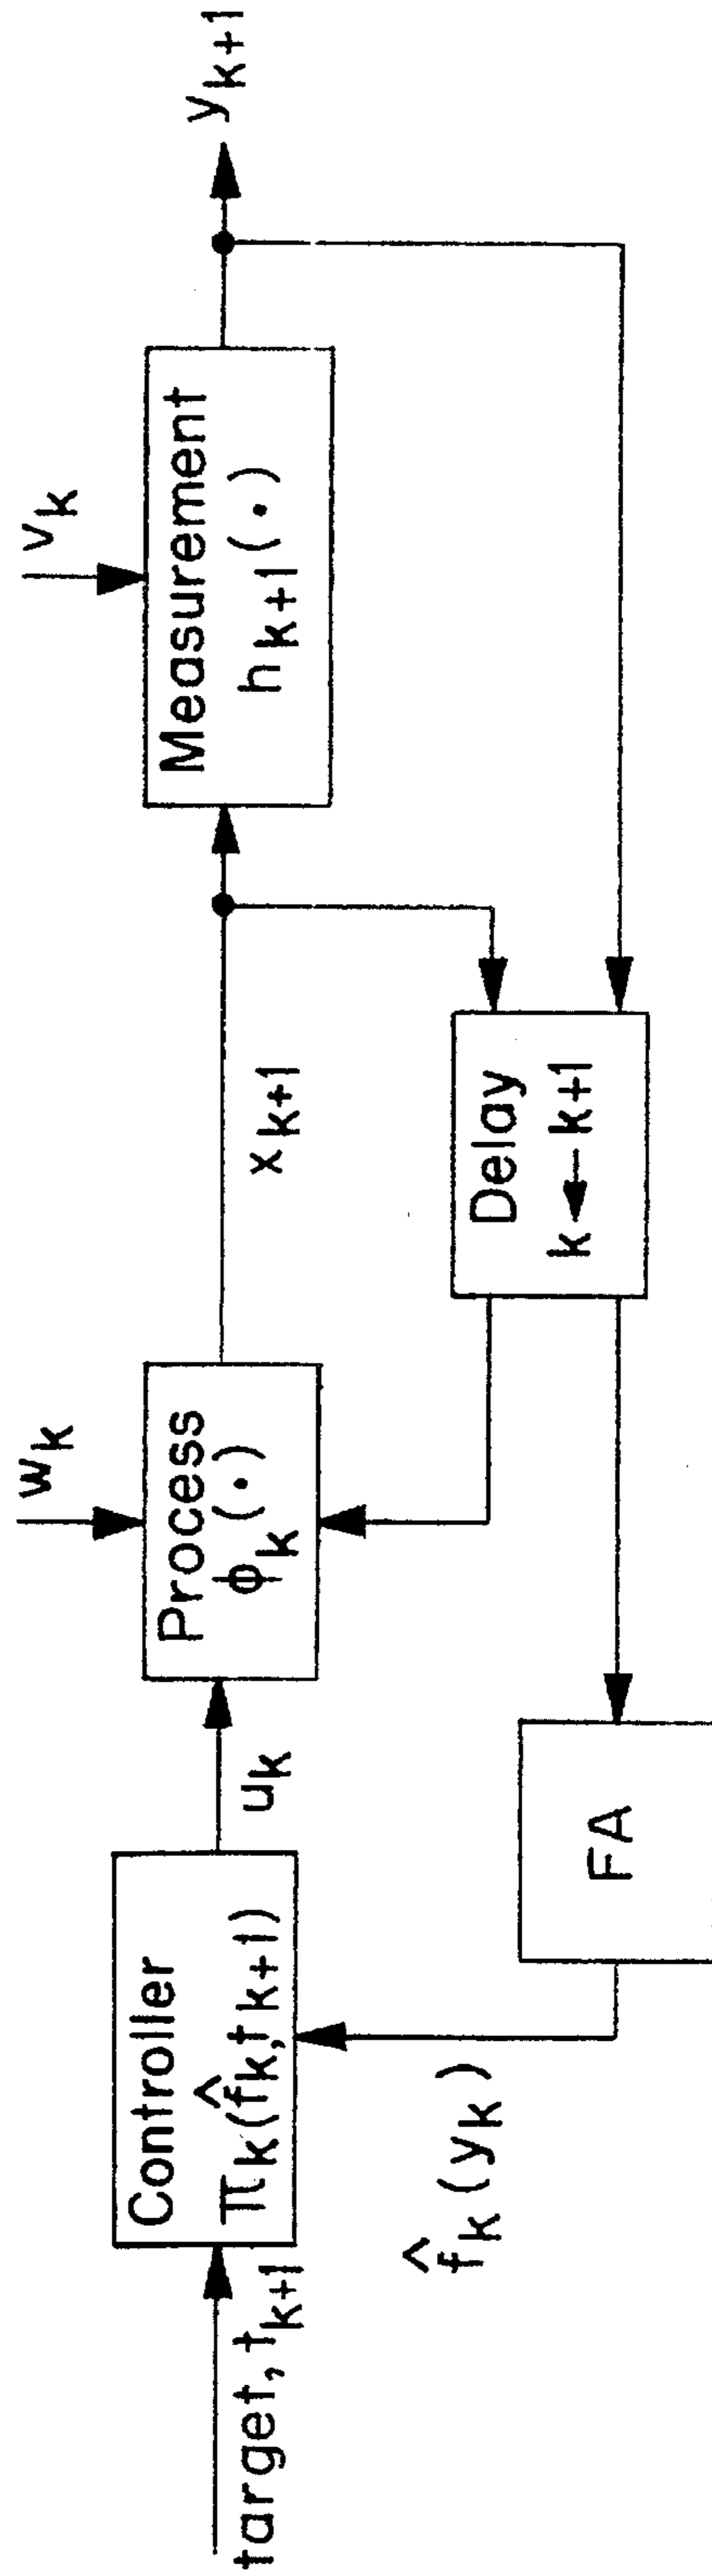 target, t_{k+1}
Controller
π_k(f̂_k, t_{k+1})
u_k
w_k
Process
ϕ_k(·)
x_{k+1}
v_k
Measurement
h_{k+1}(·)
y_{k+1}
f̂_k(y_k)
FA
Delay
k ← k+1